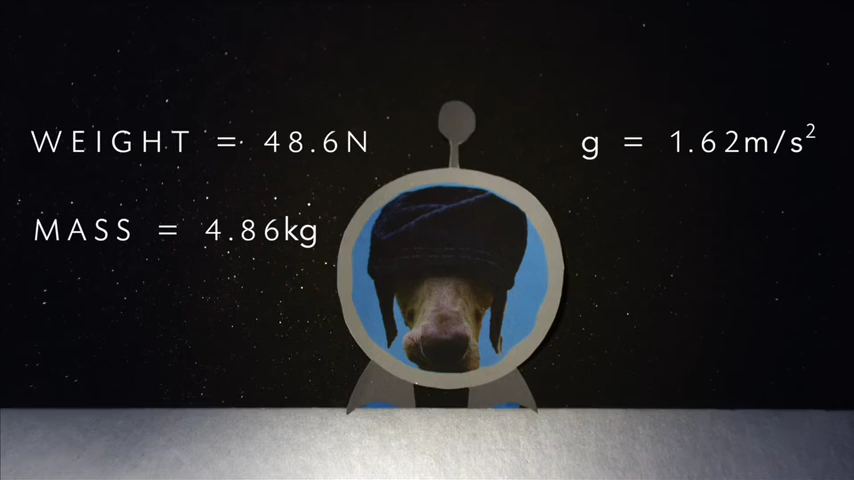 WEIGHT = 48.6N
g = 1.62m/s²
MASS = 4.86kg